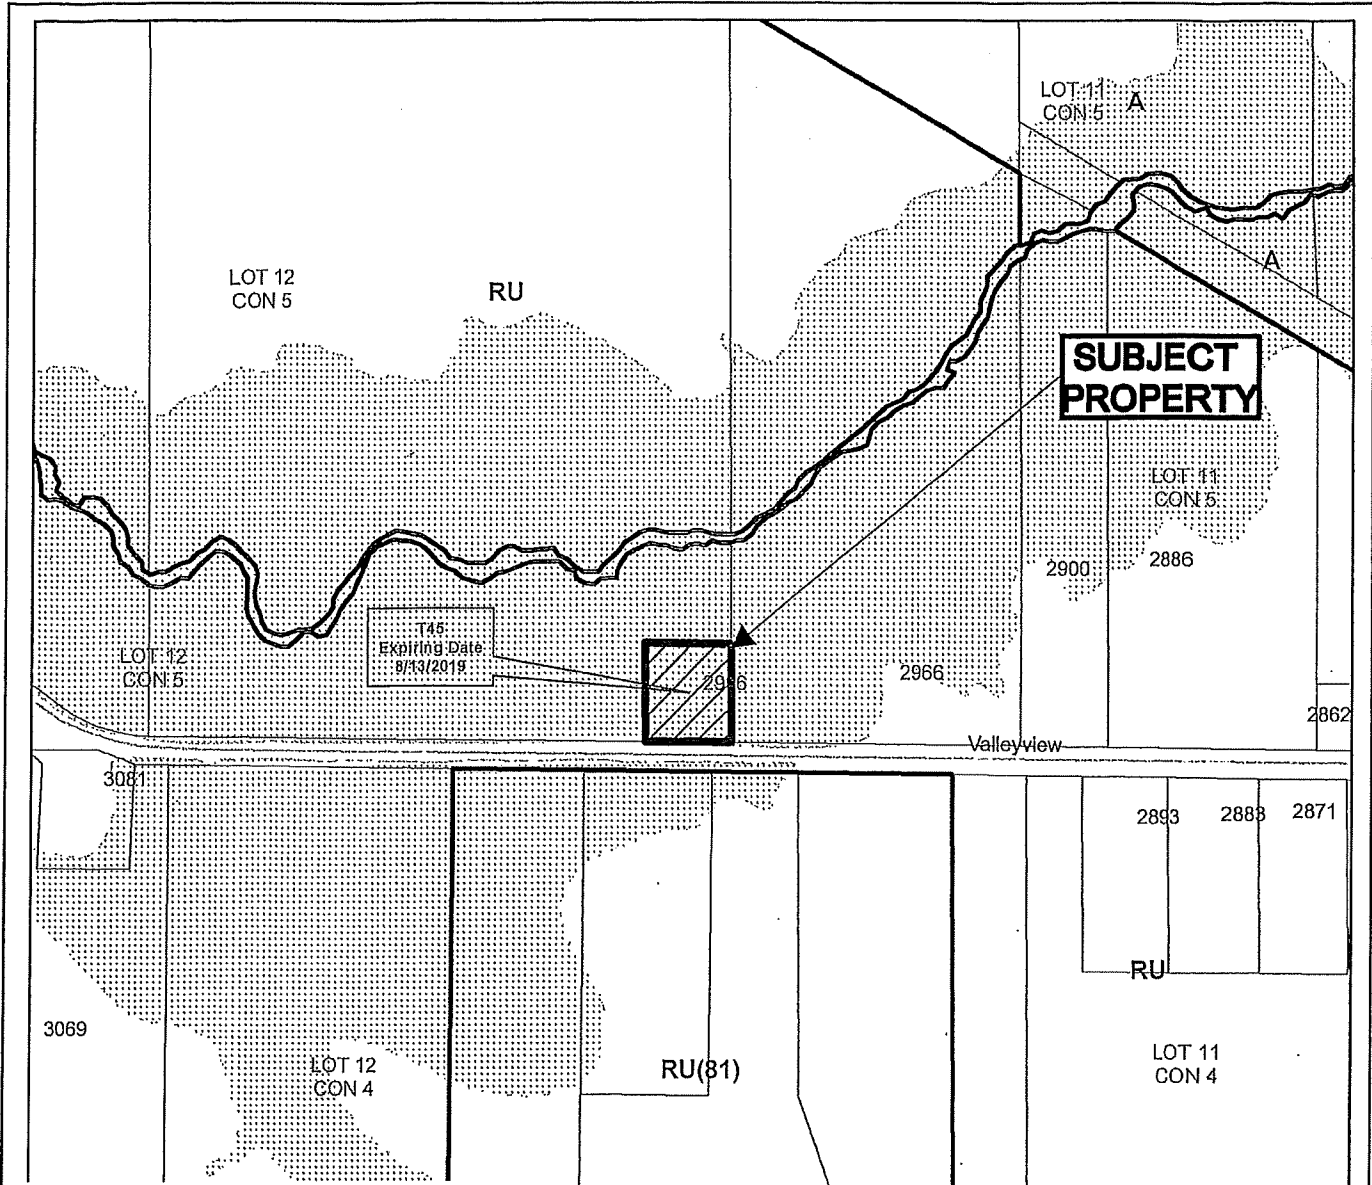 LOT 11
CON 5
A
LOT 12
CON 5
RU
A
SUBJECT
PROPERTY
LOT 11
CON 5
2900
2886
T45
Expiring Date
8/13/2019
LOT 12
CON 5
2966
2862
Valleyview
3081
2893
2883
2871
RU
3069
LOT 12
CON 4
RU(81)
LOT 11
CON 4